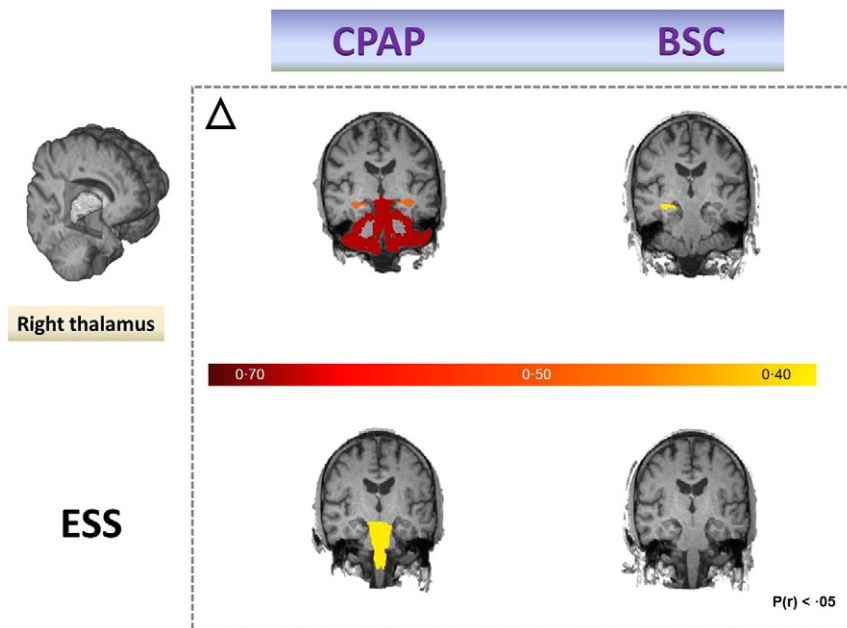 CPAP BSC
Δ
Right thalamus
0·70 0·50 0·40
ESS
P(r) < ·05